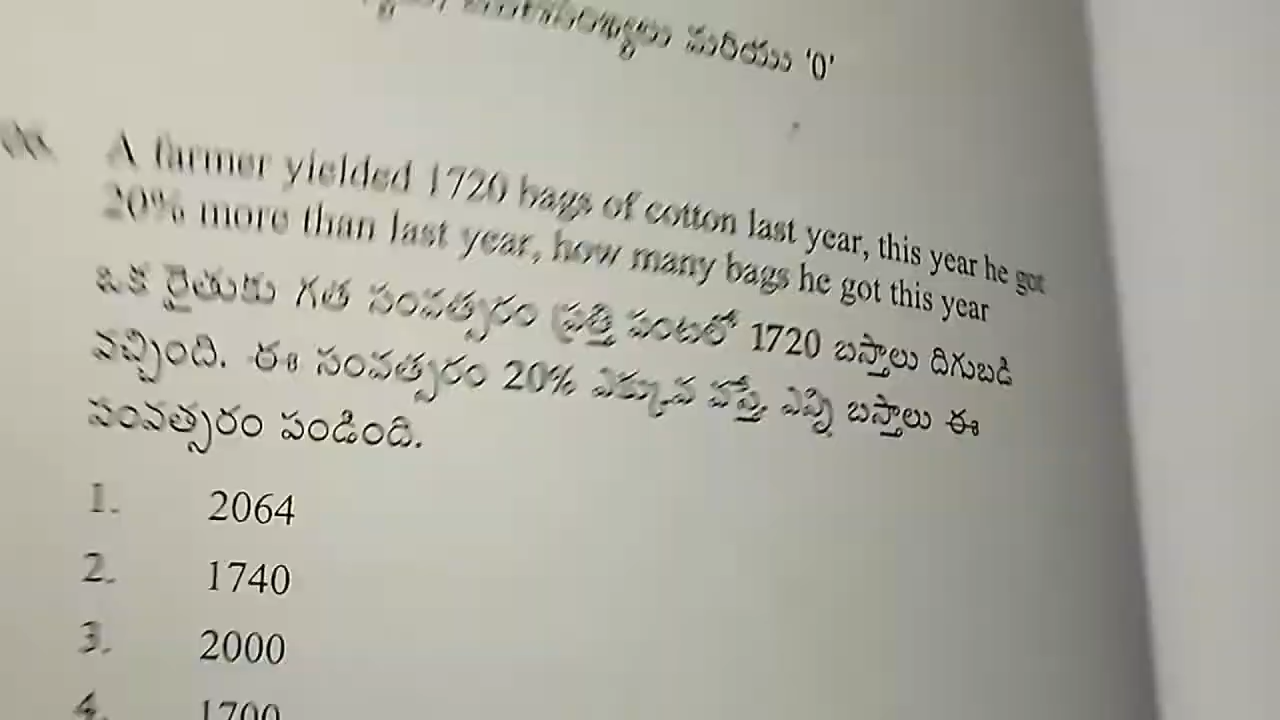 మరియు '0'
A farmer yielded 1720 bags of cotton last year, this year he got
20% more than last year, how many bags he got this year
ఒక రైతుకు గత సంవత్సరం ప్రత్తి పంటలో 1720 బస్తాలు దిగుబడి
వచ్చింది. ఈ సంవత్సరం 20% ఎక్కువ వస్తే ఎన్ని బస్తాలు ఈ
సంవత్సరం పండింది.
1. 2064
2. 1740
3. 2000
4. 1700